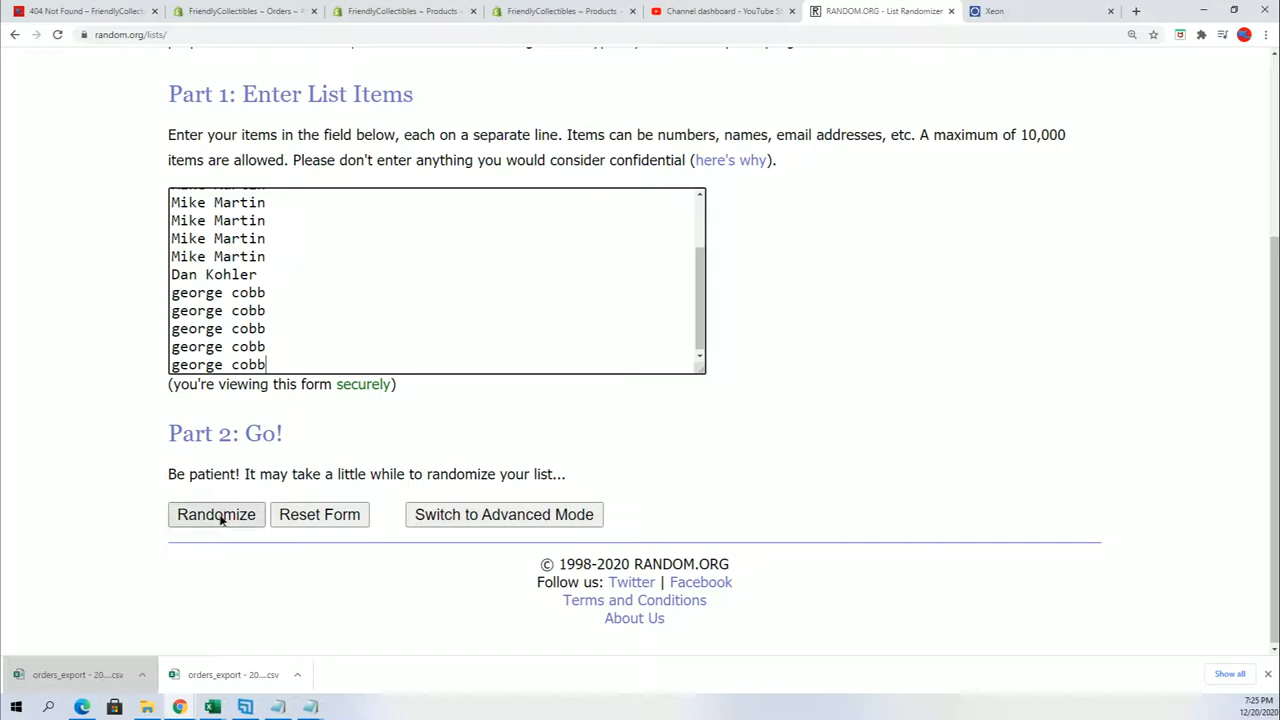 404 Not Found ~ FriendlyCollect
FriendlyCollectibles ~ Orders ~
FriendlyCollectibles ~ Products ~
FriendlyCollectibles ~ Products ~
Channel dashboard - YouTube St
RANDOM.ORG - List Randomizer
Xeon
random.org/lists/
Part 1: Enter List Items
Enter your items in the field below, each on a separate line. Items can be numbers, names, email addresses, etc. A maximum of 10,000
items are allowed. Please don't enter anything you would consider confidential (here's why).
Mike Martin
Mike Martin
Mike Martin
Mike Martin
Mike Martin
Dan Kohler
george cobb
george cobb
george cobb
george cobb
george cobb
(you're viewing this form securely)
Part 2: Go!
Be patient! It may take a little while to randomize your list...
Randomize Reset Form Switch to Advanced Mode
© 1998-2020 RANDOM.ORG
Follow us: Twitter | Facebook
Terms and Conditions
About Us
orders_export - 20....csv
orders_export - 20....csv
Show all
7:25 PM
12/20/2020